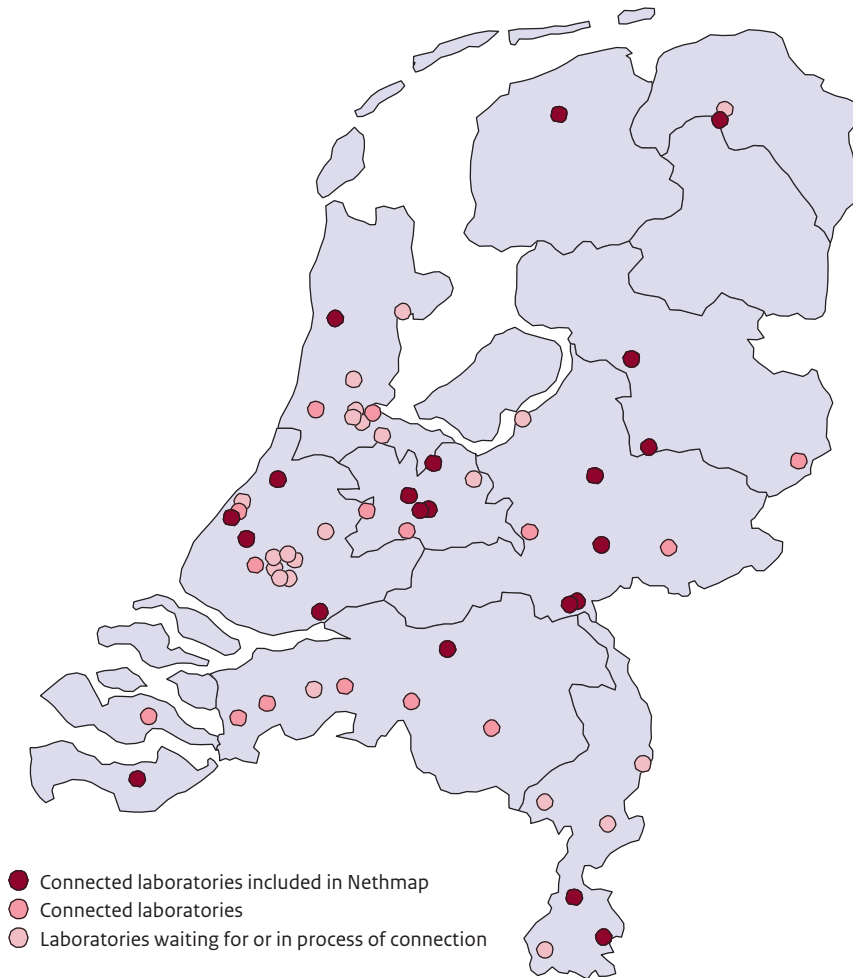 Connected laboratories included in Nethmap
Connected laboratories
Laboratories waiting for or in process of connection